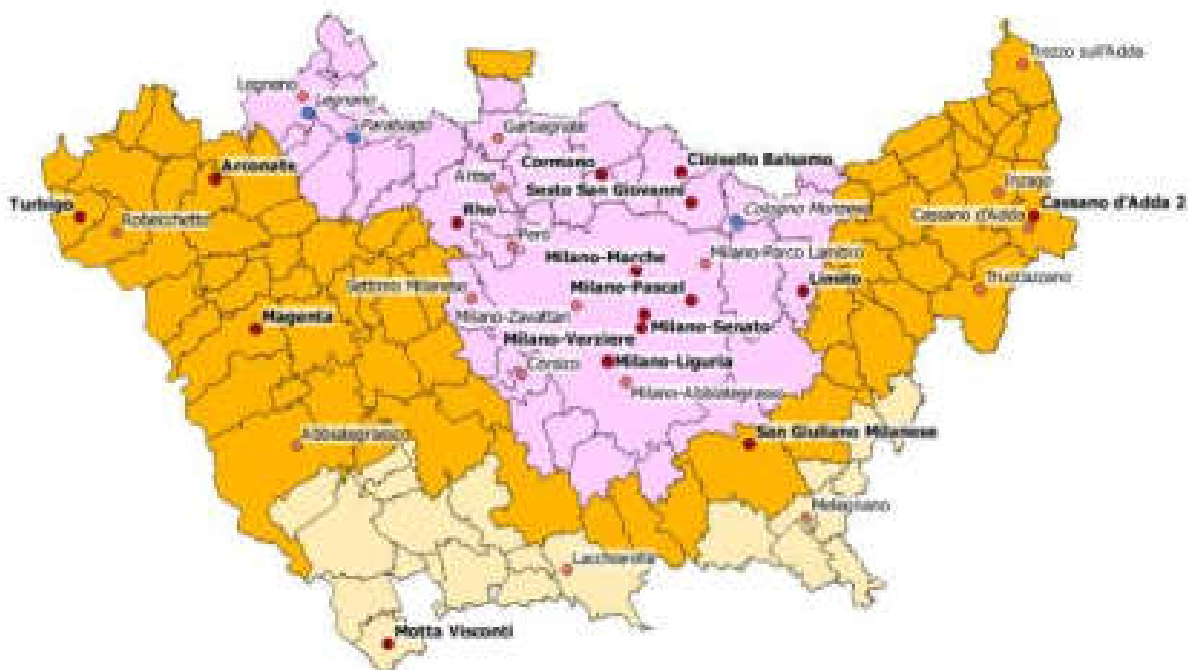 Trezzo sull'Adda
Legnano
Legnano
Parabiago
Garbagnate
Cormano
Cinisello Balsamo
Arconate
Arese
Sesto San Giovanni
Inzago
Turbigo
Robecchetto
Rho
Cologno Monzese
Cassano d'Adda
Cassano d'Adda 2
Pero
Milano-Parco Lambro
Milano-Marche
Limito
Truccazzano
Settimo Milanese
Milano-Pascal
Milano-Zavattari
Magenta
Milano-Senato
Milano-Verziere
Corsico
Milano-Liguria
Milano-Abbiategrasso
Abbiategrasso
San Giuliano Milanese
Melegnano
Lacchiarella
Motta Visconti